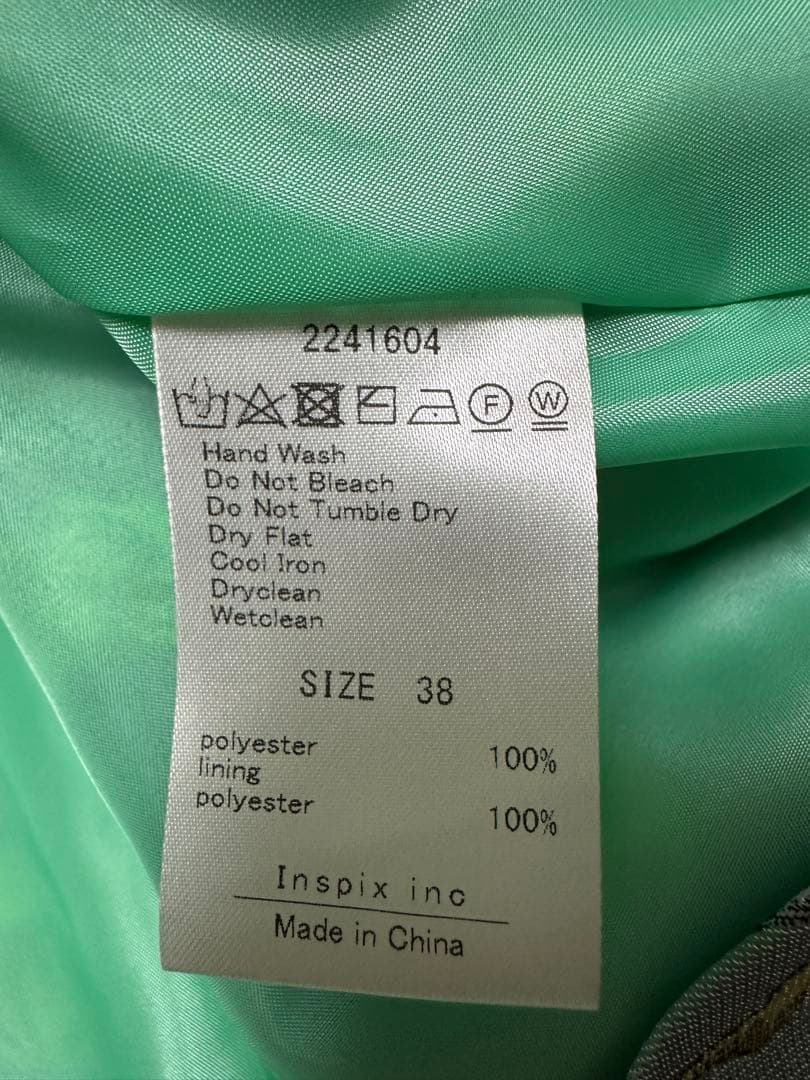 2241604
F W
Hand Wash
Do Not Bleach
Do Not Tumble Dry
Dry Flat
Cool Iron
Dryclean
Wetclean
SIZE 38
polyester 100%
lining
polyester 100%
Inspix inc
Made in China